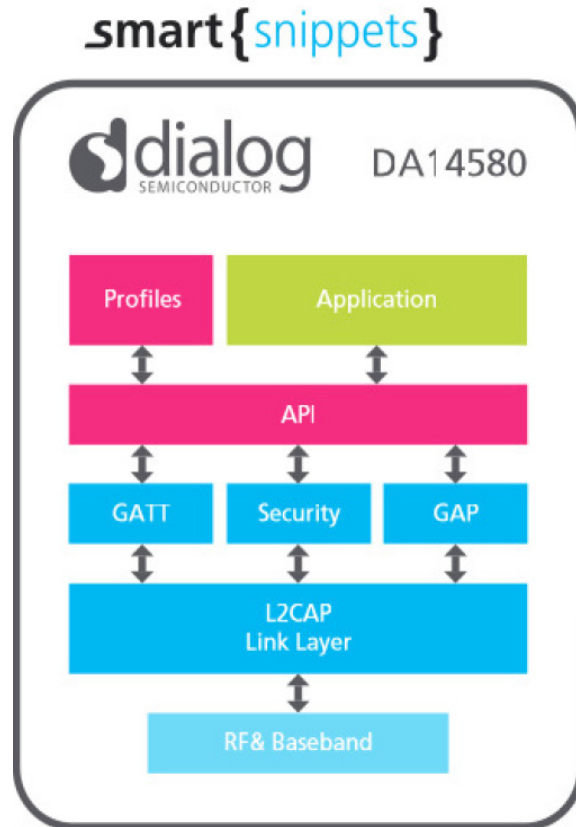 smart{snippets}
dialog
SEMICONDUCTOR
DA14580
Profiles
Application
API
GATT
Security
GAP
L2CAP
Link Layer
RF& Baseband